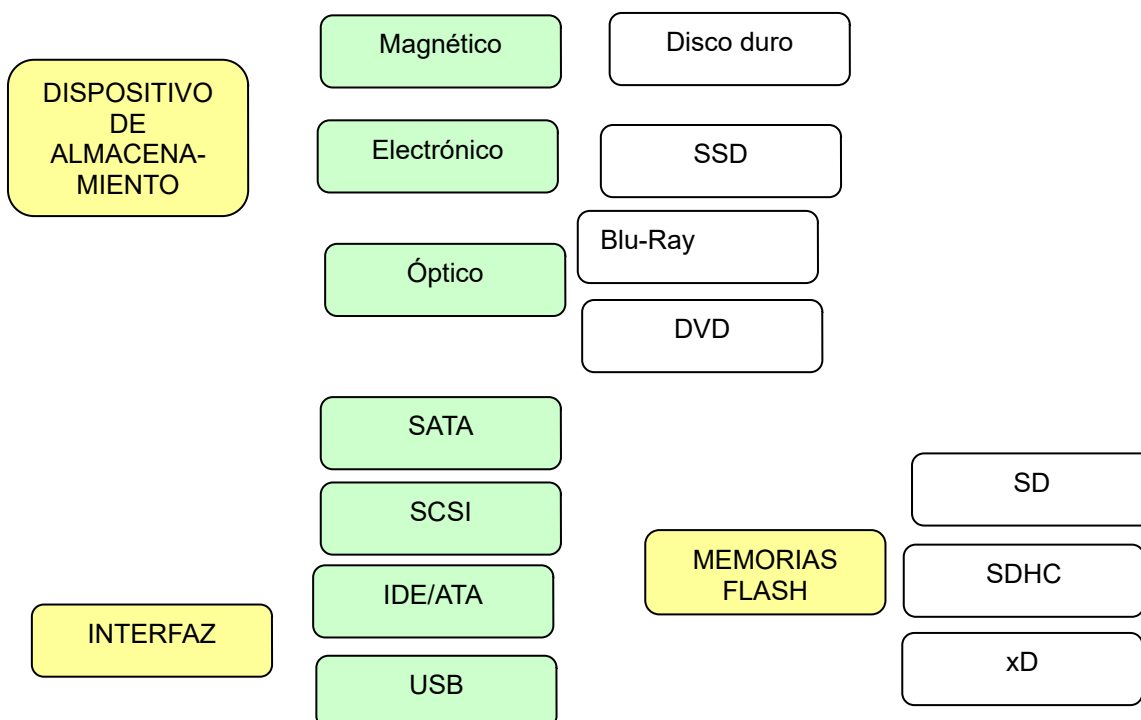 Magnético
Disco duro
DISPOSITIVO
DE
ALMACENA-
MIENTO
Electrónico
SSD
Óptico
Blu-Ray
DVD
SATA
SCSI
IDE/ATA
USB
INTERFAZ
MEMORIAS
FLASH
SD
SDHC
xD